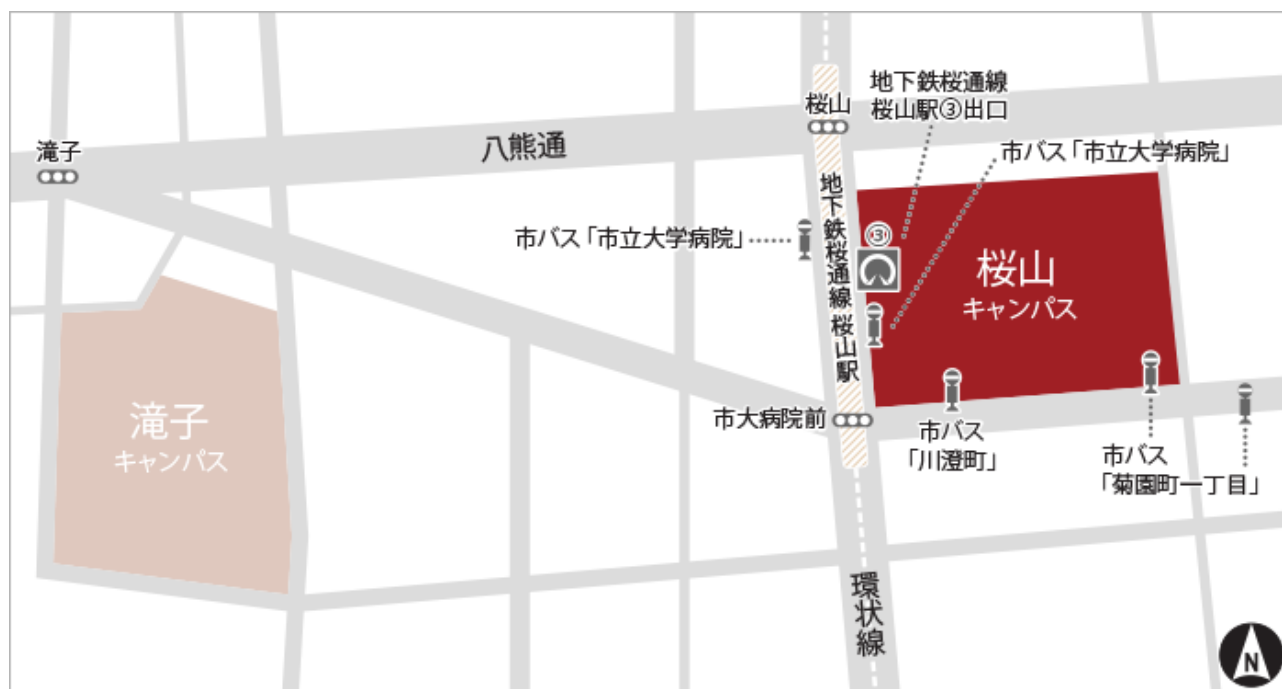 地下鉄桜通線
桜山駅③出口
桜山
市バス「市立大学病院」
八熊通
滝子
地下鉄桜通線 桜山駅
市バス「市立大学病院」
③
桜山
キャンパス
滝子
キャンパス
市大病院前
市バス
「川澄町」
市バス
「菊園町一丁目」
環状線
N